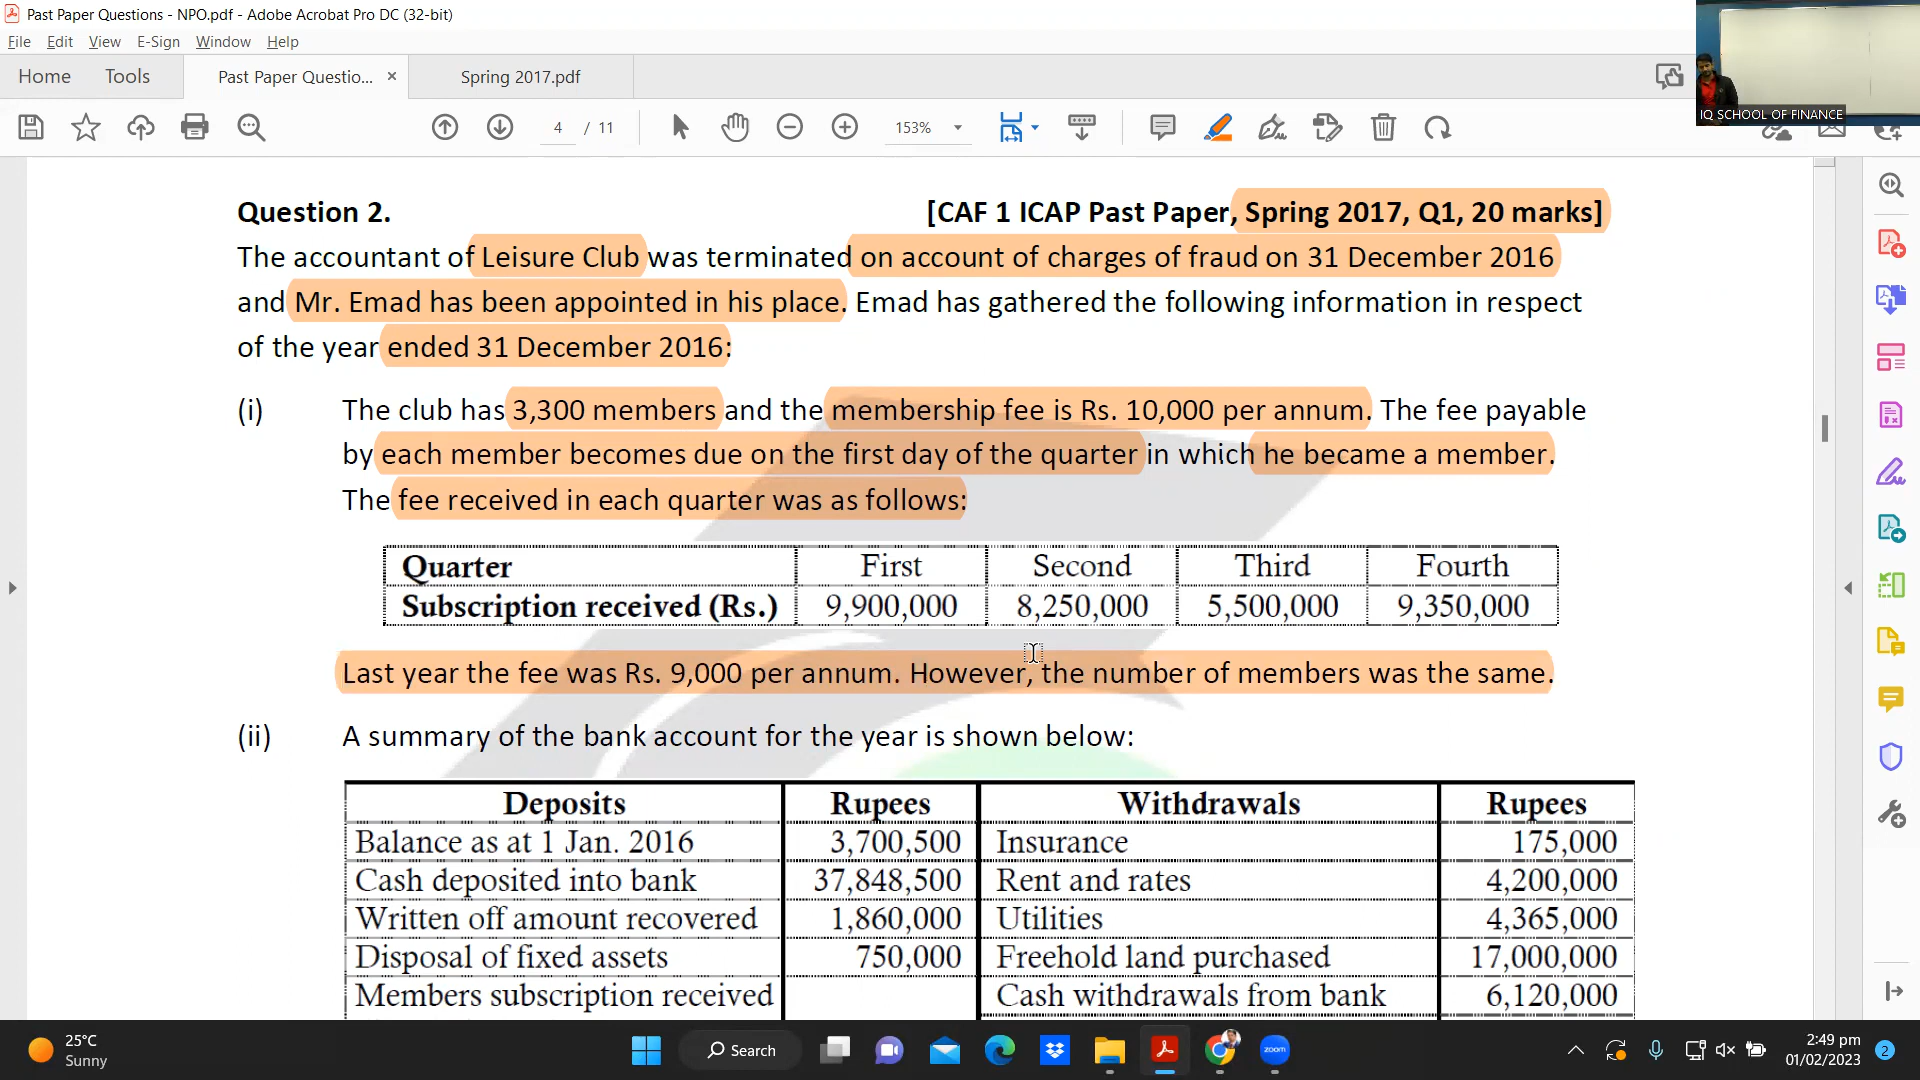 Past Paper Questions - NPO.pdf - Adobe Acrobat Pro DC (32-bit)
File Edit View E-Sign Window Help
Home Tools Past Paper Questio... × Spring 2017.pdf
4 / 11 153%
IQ SCHOOL OF FINANCE
Question 2. [CAF 1 ICAP Past Paper, Spring 2017, Q1, 20 marks]
The accountant of Leisure Club was terminated on account of charges of fraud on 31 December 2016
and Mr. Emad has been appointed in his place. Emad has gathered the following information in respect
of the year ended 31 December 2016:
(i) The club has 3,300 members and the membership fee is Rs. 10,000 per annum. The fee payable
by each member becomes due on the first day of the quarter in which he became a member.
The fee received in each quarter was as follows:
Quarter First Second Third Fourth
Subscription received (Rs.) 9,900,000 8,250,000 5,500,000 9,350,000
Last year the fee was Rs. 9,000 per annum. However, the number of members was the same.
(ii) A summary of the bank account for the year is shown below:
Deposits Rupees Withdrawals Rupees
Balance as at 1 Jan. 2016 3,700,500 Insurance 175,000
Cash deposited into bank 37,848,500 Rent and rates 4,200,000
Written off amount recovered 1,860,000 Utilities 4,365,000
Disposal of fixed assets 750,000 Freehold land purchased 17,000,000
Members subscription received Cash withdrawals from bank 6,120,000
25°C
Sunny
Search
zoom
2:49 pm
01/02/2023
2